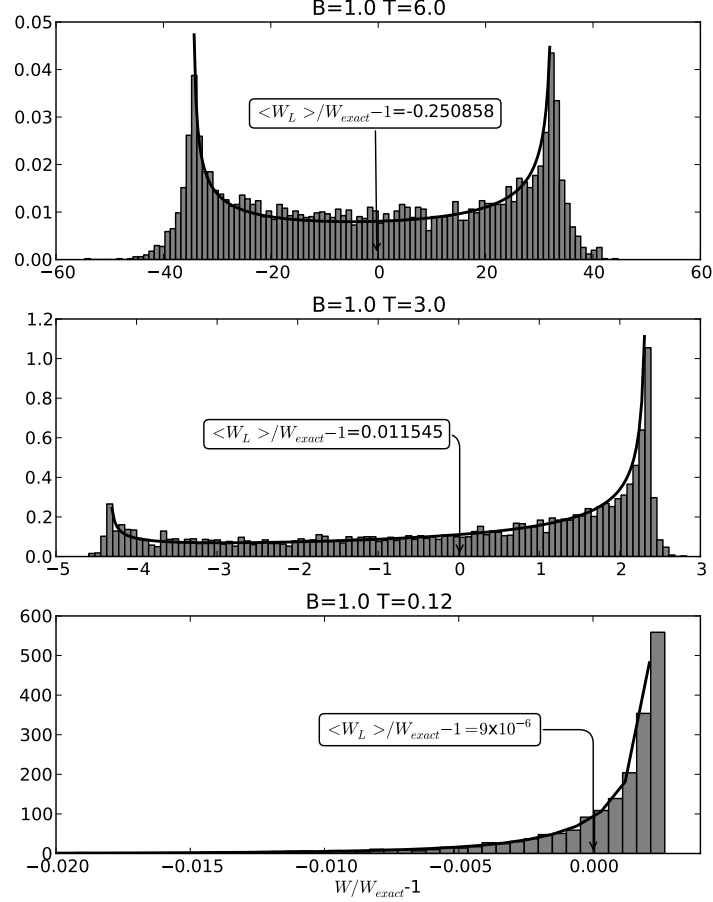 B=1.0 T=6.0
0.05
0.04
0.03
0.02
0.01
0.00
<W_L >/W_exact−1=-0.250858
−60 −40 −20 0 20 40 60
B=1.0 T=3.0
1.2
1.0
0.8
0.6
0.4
0.2
0.0
<W_L >/W_exact−1=0.011545
−5 −4 −3 −2 −1 0 1 2 3
B=1.0 T=0.12
600
500
400
300
200
100
0
<W_L >/W_exact−1=9x10^−6
−0.020 −0.015 −0.010 −0.005 0.000
W/W_exact-1